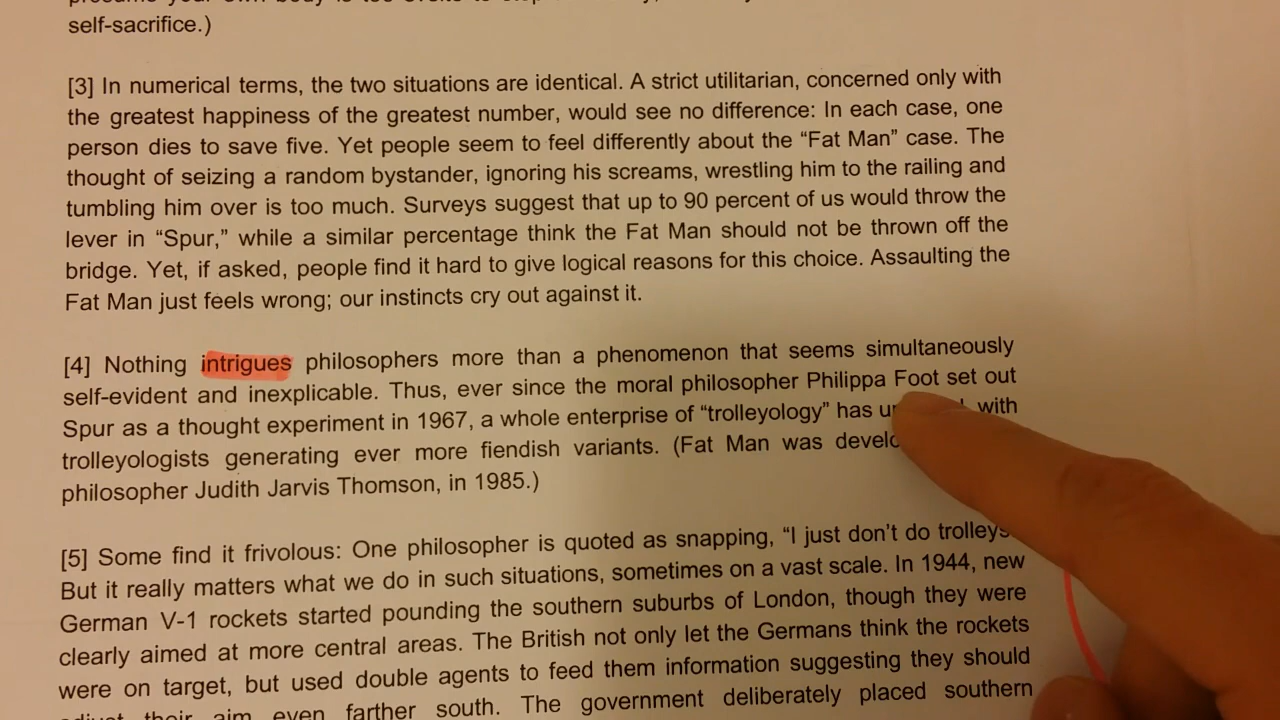 your own body is too
self-sacrifice.)
[3] In numerical terms, the two situations are identical. A strict utilitarian, concerned only with
the greatest happiness of the greatest number, would see no difference: In each case, one
person dies to save five. Yet people seem to feel differently about the “Fat Man” case. The
thought of seizing a random bystander, ignoring his screams, wrestling him to the railing and
tumbling him over is too much. Surveys suggest that up to 90 percent of us would throw the
lever in “Spur,” while a similar percentage think the Fat Man should not be thrown off the
bridge. Yet, if asked, people find it hard to give logical reasons for this choice. Assaulting the
Fat Man just feels wrong; our instincts cry out against it.
[4] Nothing intrigues philosophers more than a phenomenon that seems simultaneously
self-evident and inexplicable. Thus, ever since the moral philosopher Philippa Foot set out
Spur as a thought experiment in 1967, a whole enterprise of “trolleyology” has with
trolleyologists generating ever more fiendish variants. (Fat Man was
philosopher Judith Jarvis Thomson, in 1985.)
[5] Some find it frivolous: One philosopher is quoted as snapping, “I just don’t do trolleys
But it really matters what we do in such situations, sometimes on a vast scale. In 1944, new
German V-1 rockets started pounding the southern suburbs of London, though they were
clearly aimed at more central areas. The British not only let the Germans think the rockets
were on target, but used double agents to feed them information suggesting they should
their aim even farther south. The government deliberately placed southern